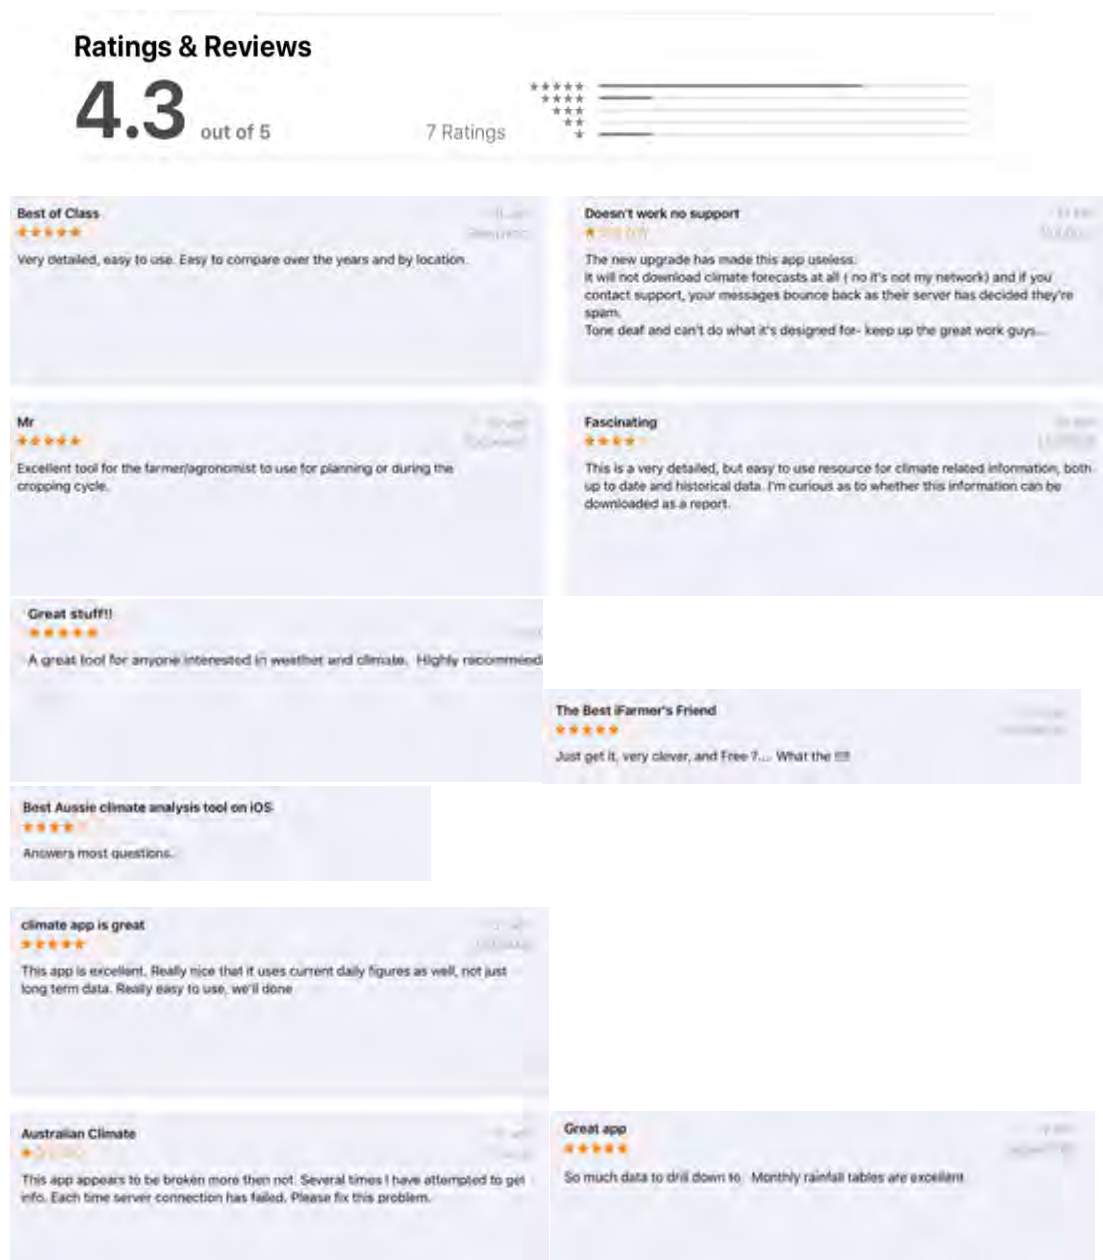 Ratings & Reviews
4.3 out of 5
7 Ratings
Best of Class
Very detailed, easy to use. Easy to compare over the years and by location.
Doesn't work no support
The new upgrade has made this app useless.
It will not download climate forecasts at all ( no it's not my network) and if you
contact support, your messages bounce back as their server has decided they're
spam.
Tone deaf and can't do what it's designed for- keep up the great work guys...
Mr
Excellent tool for the farmer/agronomist to use for planning or during the
cropping cycle.
Fascinating
This is a very detailed, but easy to use resource for climate related information, both
up to date and historical data. I'm curious as to whether this information can be
downloaded as a report.
Great stuff!!
A great tool for anyone interested in weather and climate. Highly recommend
The Best iFarmer's Friend
Just get it, very clever, and Free ?.... What the !!!!
Best Aussie climate analysis tool on iOS
Answers most questions.
climate app is great
This app is excellent. Really nice that it uses current daily figures as well, not just
long term data. Really easy to use, we'll done
Australian Climate
This app appears to be broken more then not. Several times I have attempted to get
info. Each time server connection has failed. Please fix this problem.
Great app
So much data to drill down to. Monthly rainfall tables are excellent